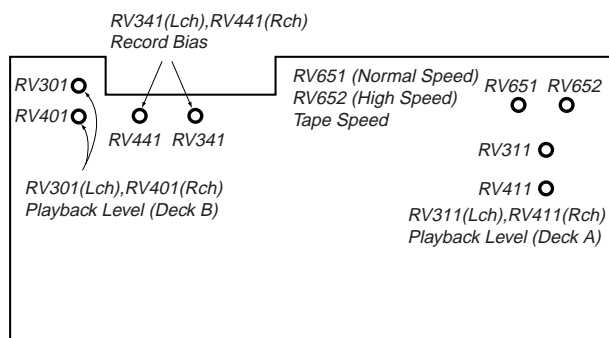 RV341(Lch),RV441(Rch)
Record Bias
RV301
RV401
RV441
RV341
RV301(Lch),RV401(Rch)
Playback Level (Deck B)
RV651 (Normal Speed)
RV652 (High Speed)
Tape Speed
RV651
RV652
RV311
RV411
RV311(Lch),RV411(Rch)
Playback Level (Deck A)